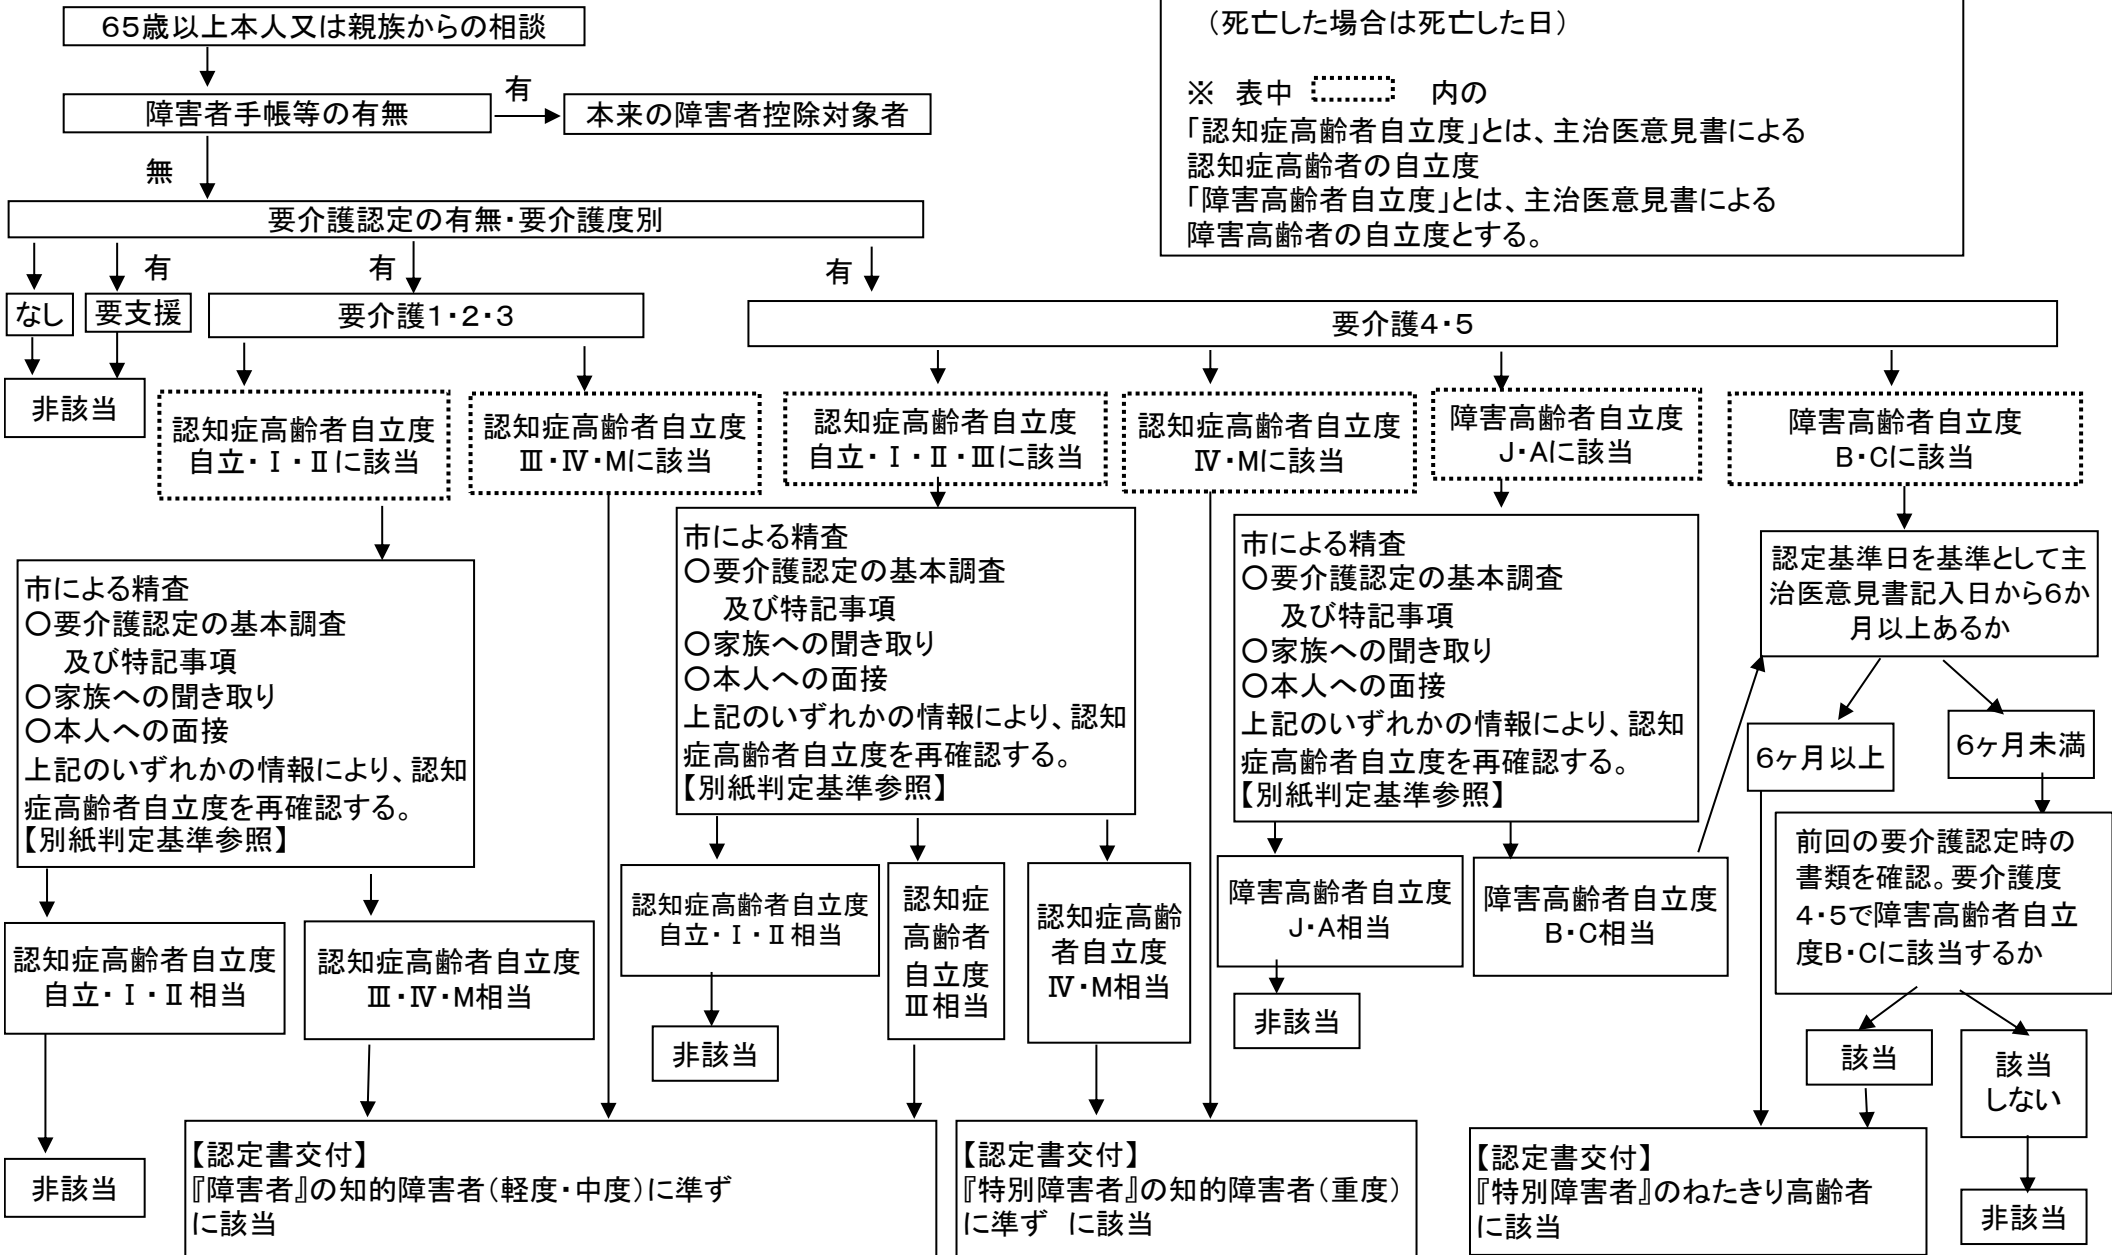 65歳以上本人又は親族からの相談
障害者手帳等の有無
有
本来の障害者控除対象者
無
要介護認定の有無・要介護度別
(死亡した場合は死亡した日)
※ 表中 内の
「認知症高齢者自立度」とは、主治医意見書による
認知症高齢者の自立度
「障害高齢者自立度」とは、主治医意見書による
障害高齢者の自立度とする。
有
有
有
なし
要支援
要介護1・2・3
要介護4・5
非該当
認知症高齢者自立度
自立・Ⅰ・Ⅱに該当
認知症高齢者自立度
Ⅲ・Ⅳ・Mに該当
認知症高齢者自立度
自立・Ⅰ・Ⅱ・Ⅲに該当
認知症高齢者自立度
Ⅳ・Mに該当
障害高齢者自立度
J・Aに該当
障害高齢者自立度
B・Cに該当
市による精査
○要介護認定の基本調査
及び特記事項
○家族への聞き取り
○本人への面接
上記のいずれかの情報により、認知
症高齢者自立度を再確認する。
【別紙判定基準参照】
市による精査
○要介護認定の基本調査
及び特記事項
○家族への聞き取り
○本人への面接
上記のいずれかの情報により、認知
症高齢者自立度を再確認する。
【別紙判定基準参照】
市による精査
○要介護認定の基本調査
及び特記事項
○家族への聞き取り
○本人への面接
上記のいずれかの情報により、認知
症高齢者自立度を再確認する。
【別紙判定基準参照】
認定基準日を基準として主
治医意見書記入日から6か
月以上あるか
6ヶ月以上
6ヶ月未満
前回の要介護認定時の
書類を確認。要介護度
4・5で障害高齢者自立
度B・Cに該当するか
認知症高齢者自立度
自立・Ⅰ・Ⅱ相当
認知症高齢者自立度
Ⅲ・Ⅳ・M相当
認知症高齢者自立度
自立・Ⅰ・Ⅱ相当
認知症
高齢者
自立度
Ⅲ相当
認知症高齢
者自立度
Ⅳ・M相当
障害高齢者自立度
J・A相当
障害高齢者自立度
B・C相当
非該当
非該当
該当
該当
しない
非該当
【認定書交付】
『障害者』の知的障害者(軽度・中度)に準ず
に該当
【認定書交付】
『特別障害者』の知的障害者(重度)
に準ず に該当
【認定書交付】
『特別障害者』のねたきり高齢者
に該当
非該当